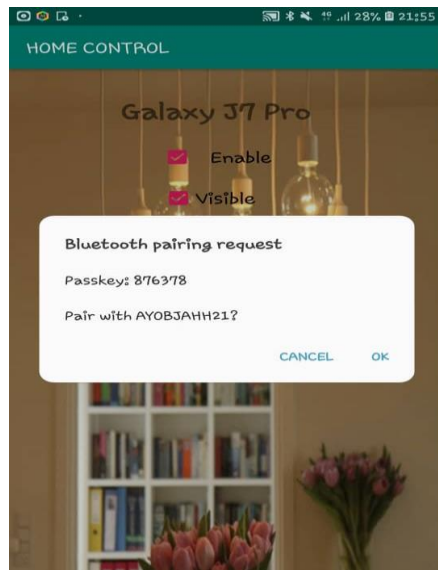 28% 21:55
HOME CONTROL
Galaxy J7 Pro
Enable
Visible
Bluetooth pairing request
Passkey: 876378
Pair with AYOBJAHH21?
CANCEL OK